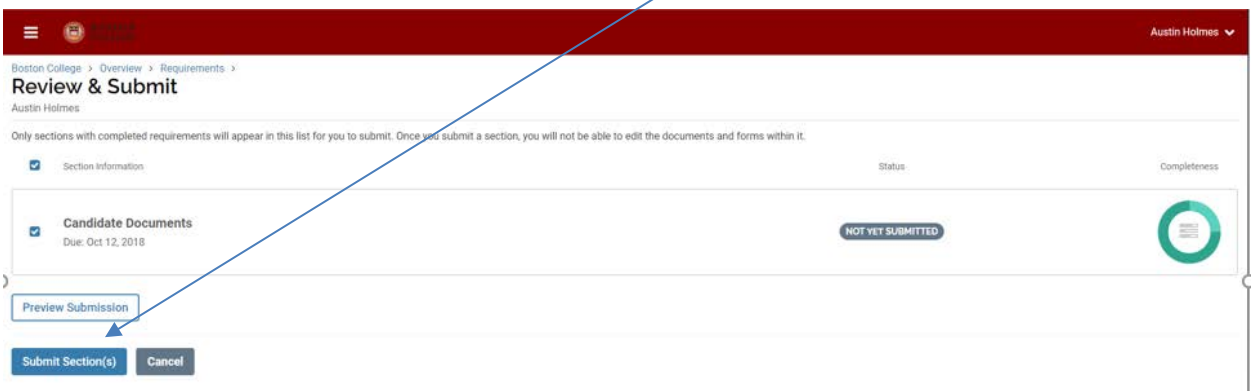 Austin Holmes
Boston College > Overview > Requirements >
Review & Submit
Austin Holmes
Only sections with completed requirements will appear in this list for you to submit. Once you submit a section, you will not be able to edit the documents and forms within it.
Section Information Status Completeness
Candidate Documents
Due: Oct 12, 2018
NOT YET SUBMITTED
Preview Submission
Submit Section(s) Cancel